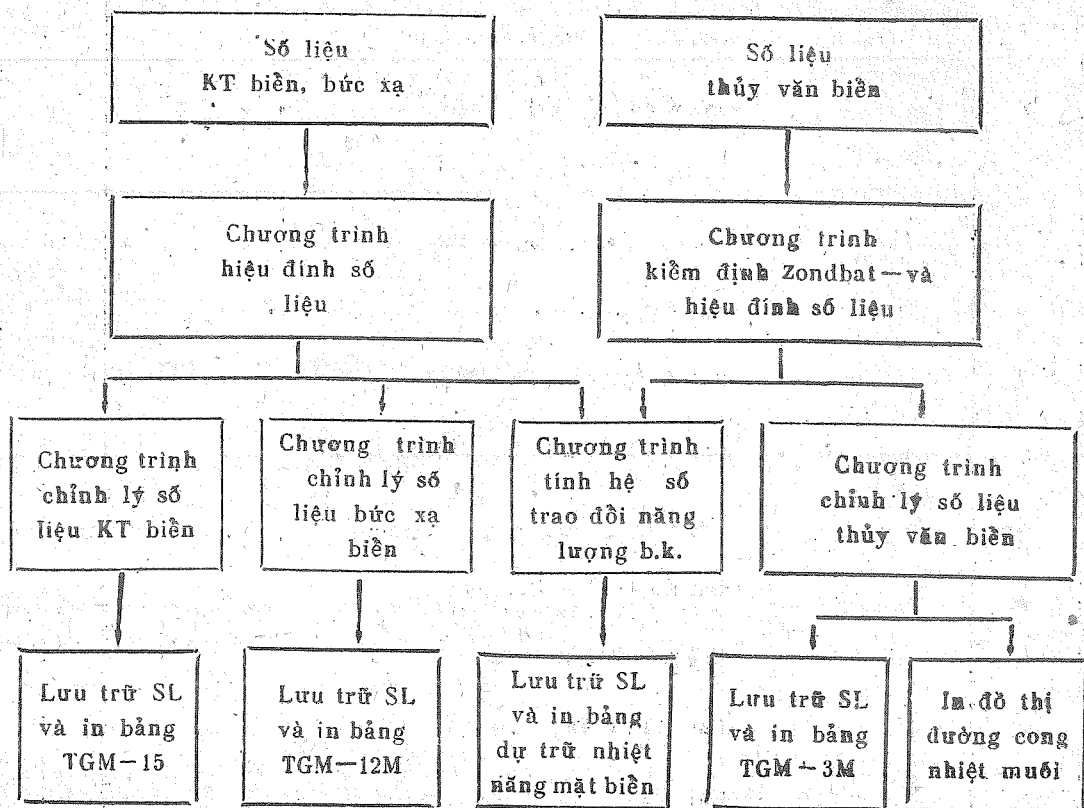 Số liệu
KT biển, bức xạ
Số liệu
thủy văn biển
Chương trình
hiệu đính số
liệu
Chương trình
kiểm định Zondbat—và
hiệu đính số liệu
Chương trình
chỉnh lý số
liệu KT biển
Chương trình
chỉnh lý số
liệu bức xạ
biển
Chương trình
tính hệ số
trao đổi năng
lượng b.k.
Chương trình
chỉnh lý số liệu
thủy văn biển
Lưu trữ SL
và in bảng
TGM—15
Lưu trữ SL
và in bảng
TGM—12M
Lưu trữ SL
và in bảng
dự trữ nhiệt
năng mặt biển
Lưu trữ SL
và in bảng
TGM—3M
In đồ thị
đường cong
nhiệt muối